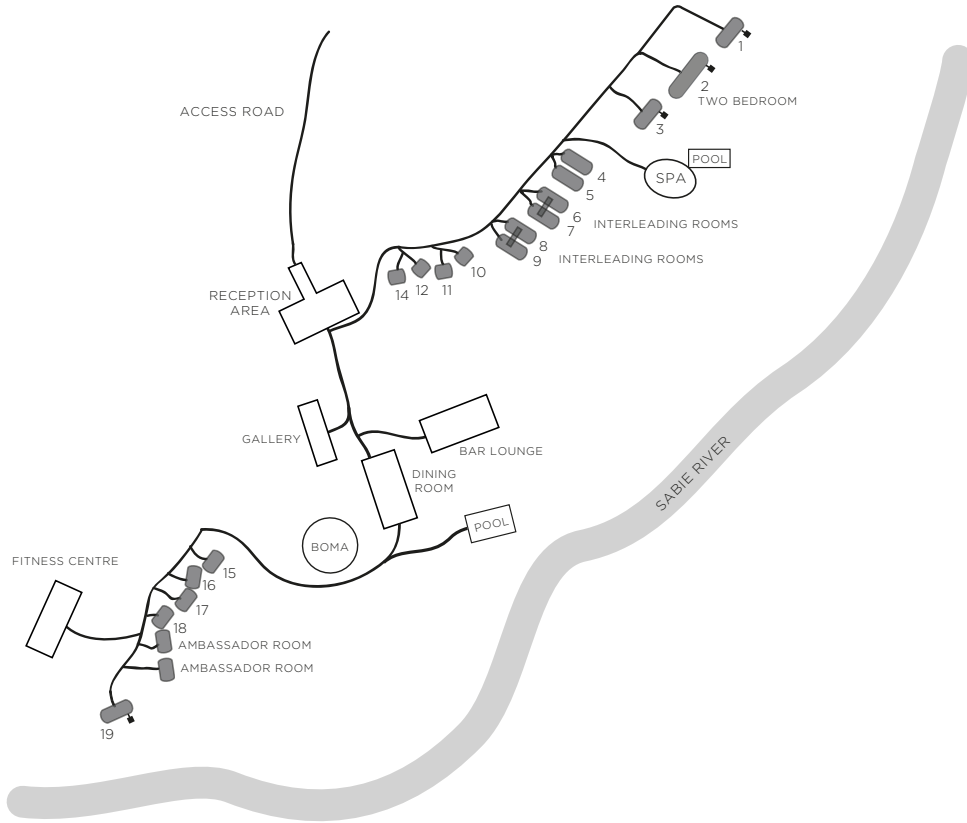 1
2
TWO BEDROOM
3
ACCESS ROAD
POOL
SPA
4
5
6
7
INTERLEADING ROOMS
8
9
INTERLEADING ROOMS
10
11
12
14
RECEPTION
AREA
GALLERY
BAR LOUNGE
DINING
ROOM
SABIE RIVER
POOL
BOMA
FITNESS CENTRE
15
16
17
18
AMBASSADOR ROOM
AMBASSADOR ROOM
19